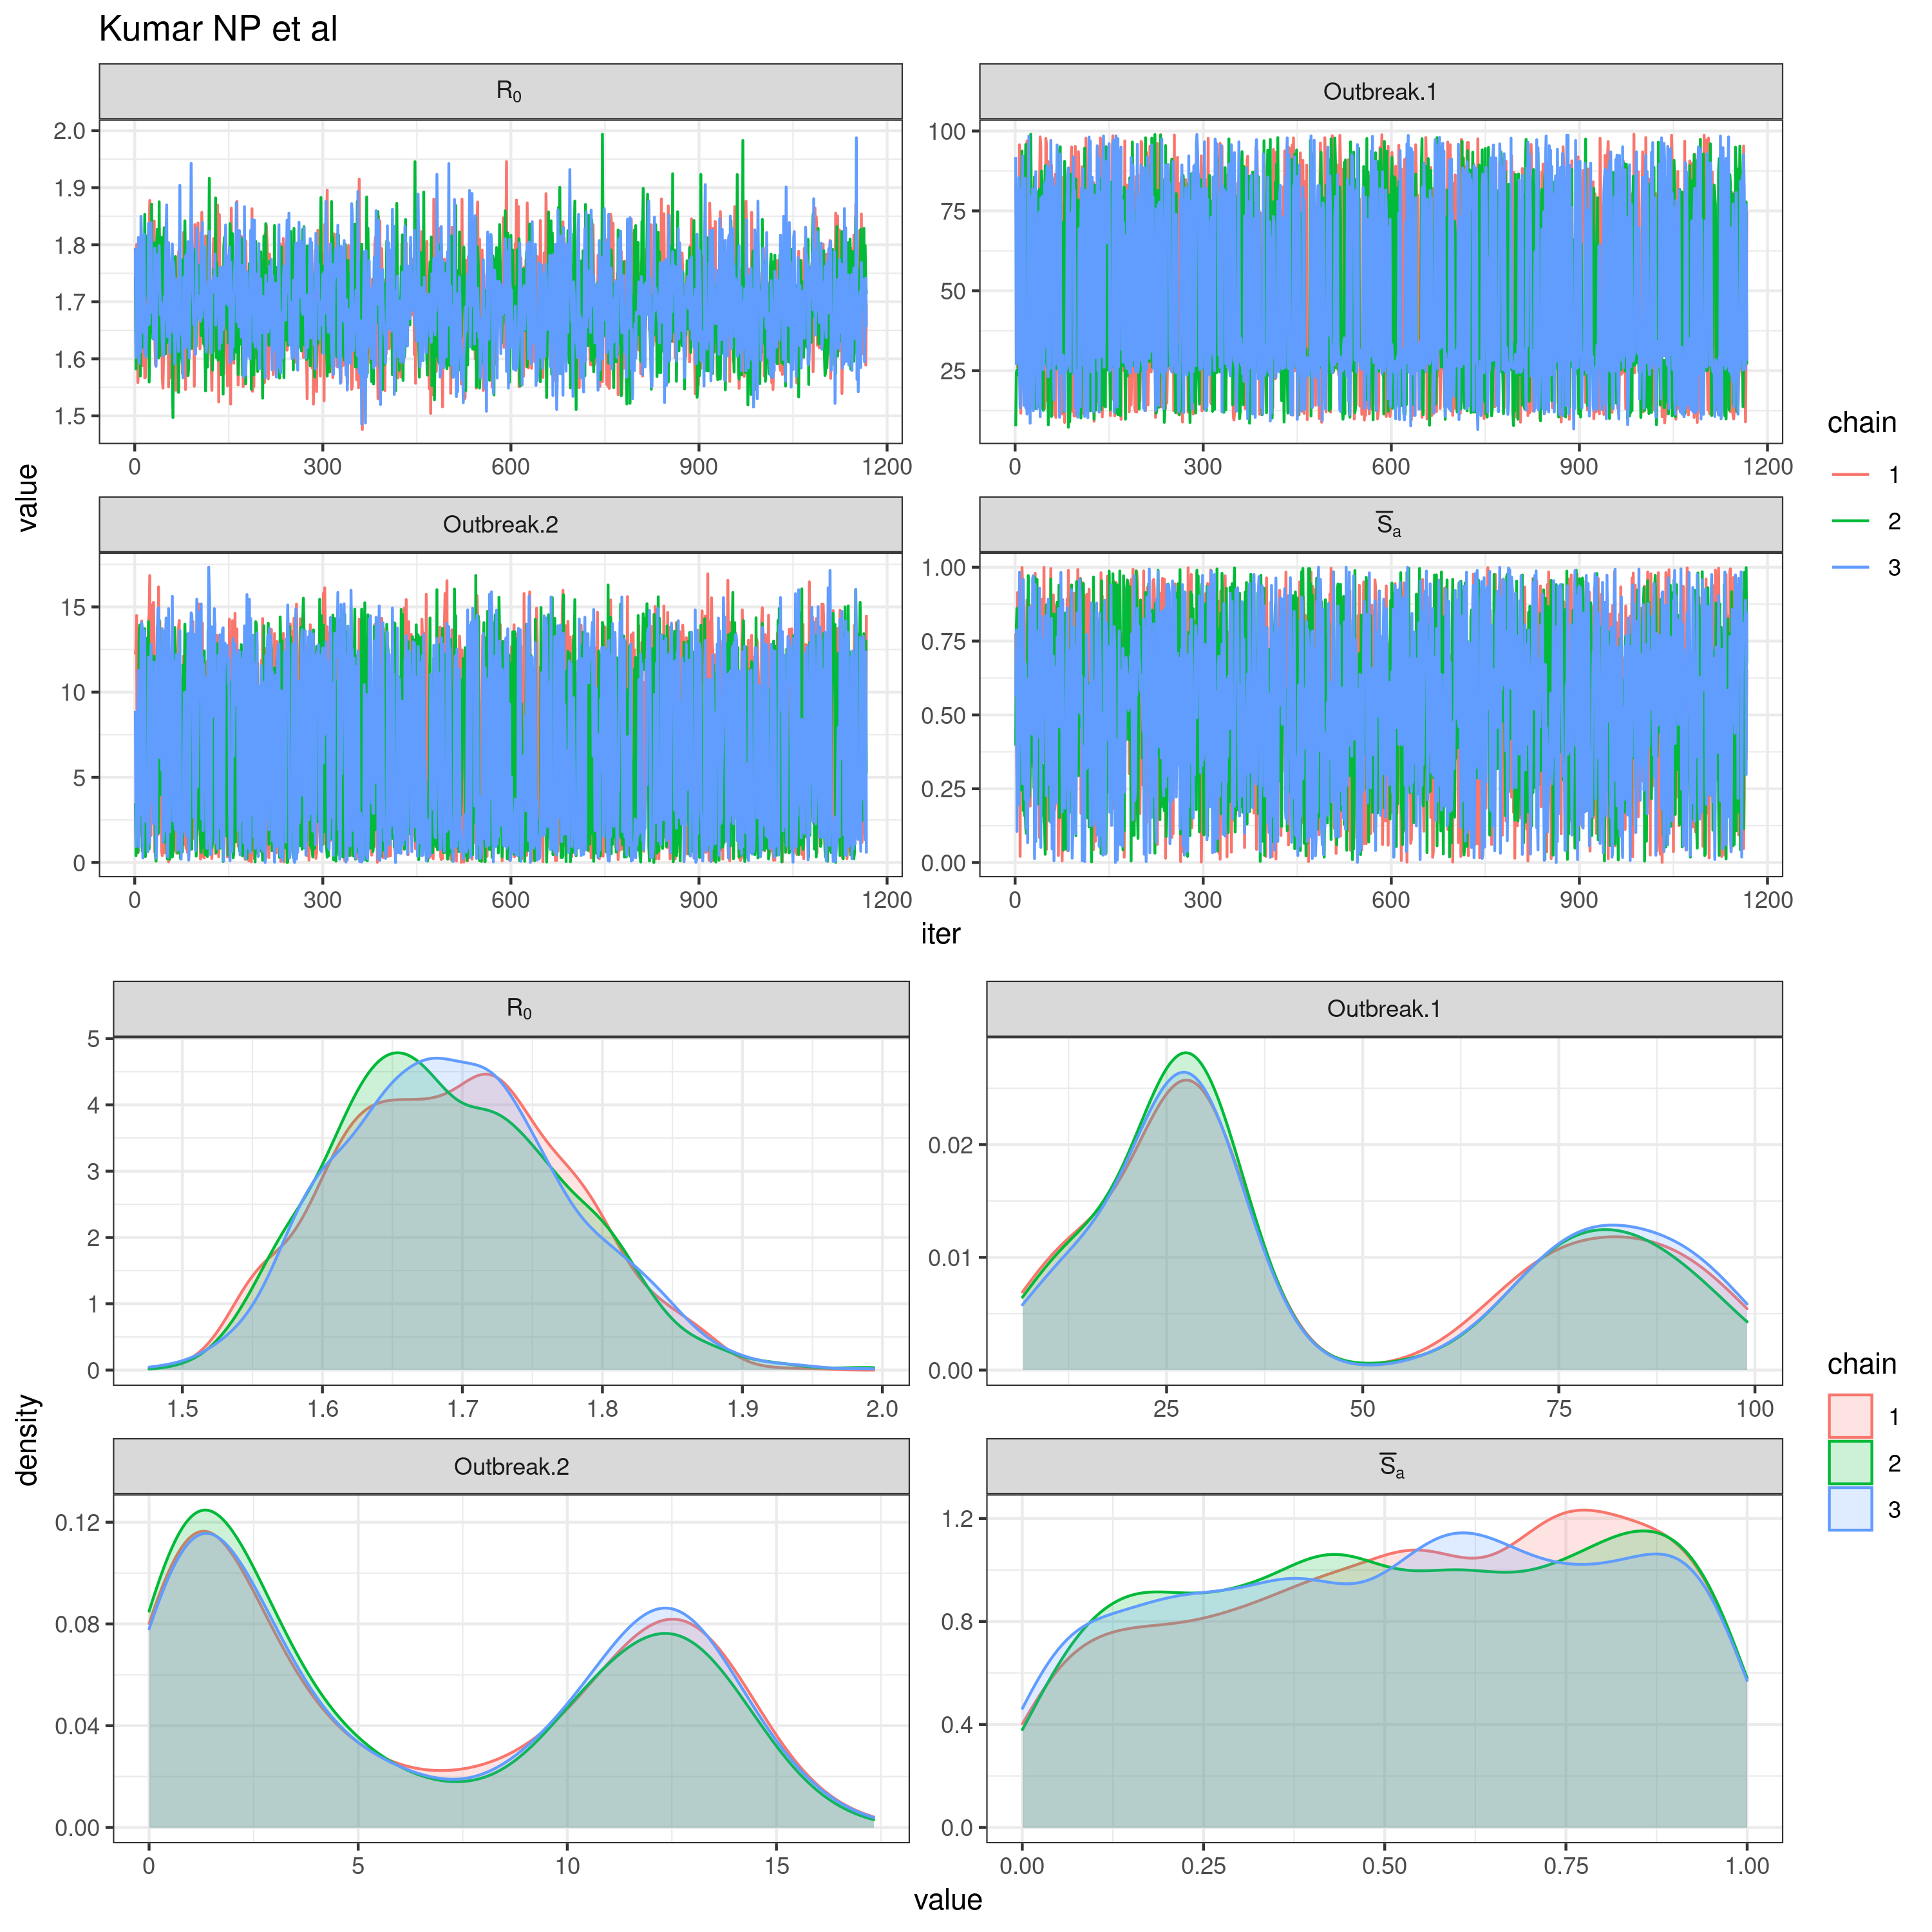 Kumar NP et al
R₀
Outbreak.1
2.0
1.9
1.8
1.7
1.6
1.5
100
75
50
25
0 300 600 900 1200
0 300 600 900 1200
Outbreak.2
S̅ₐ
15
10
5
0
1.00
0.75
0.50
0.25
0.00
0 300 600 900 1200
0 300 600 900 1200
value
iter
chain
1
2
3
R₀
Outbreak.1
5
4
3
2
1
0
0.02
0.01
0.00
1.5 1.6 1.7 1.8 1.9 2.0
25 50 75 100
Outbreak.2
S̅ₐ
0.12
0.08
0.04
0.00
1.2
0.8
0.4
0.0
0 5 10 15
0.00 0.25 0.50 0.75 1.00
density
value
chain
1
2
3